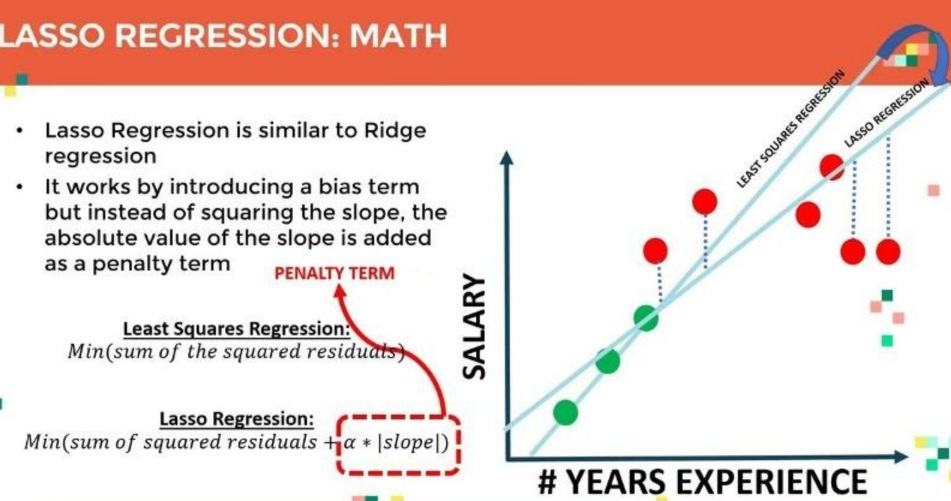 LASSO REGRESSION: MATH
• Lasso Regression is similar to Ridge
regression
• It works by introducing a bias term
but instead of squaring the slope, the
absolute value of the slope is added
as a penalty term
PENALTY TERM
Least Squares Regression:
Min(sum of the squared residuals)
Lasso Regression:
Min(sum of squared residuals + α * |slope|)
LEAST SQUARES REGRESSION
LASSO REGRESSION
SALARY
# YEARS EXPERIENCE